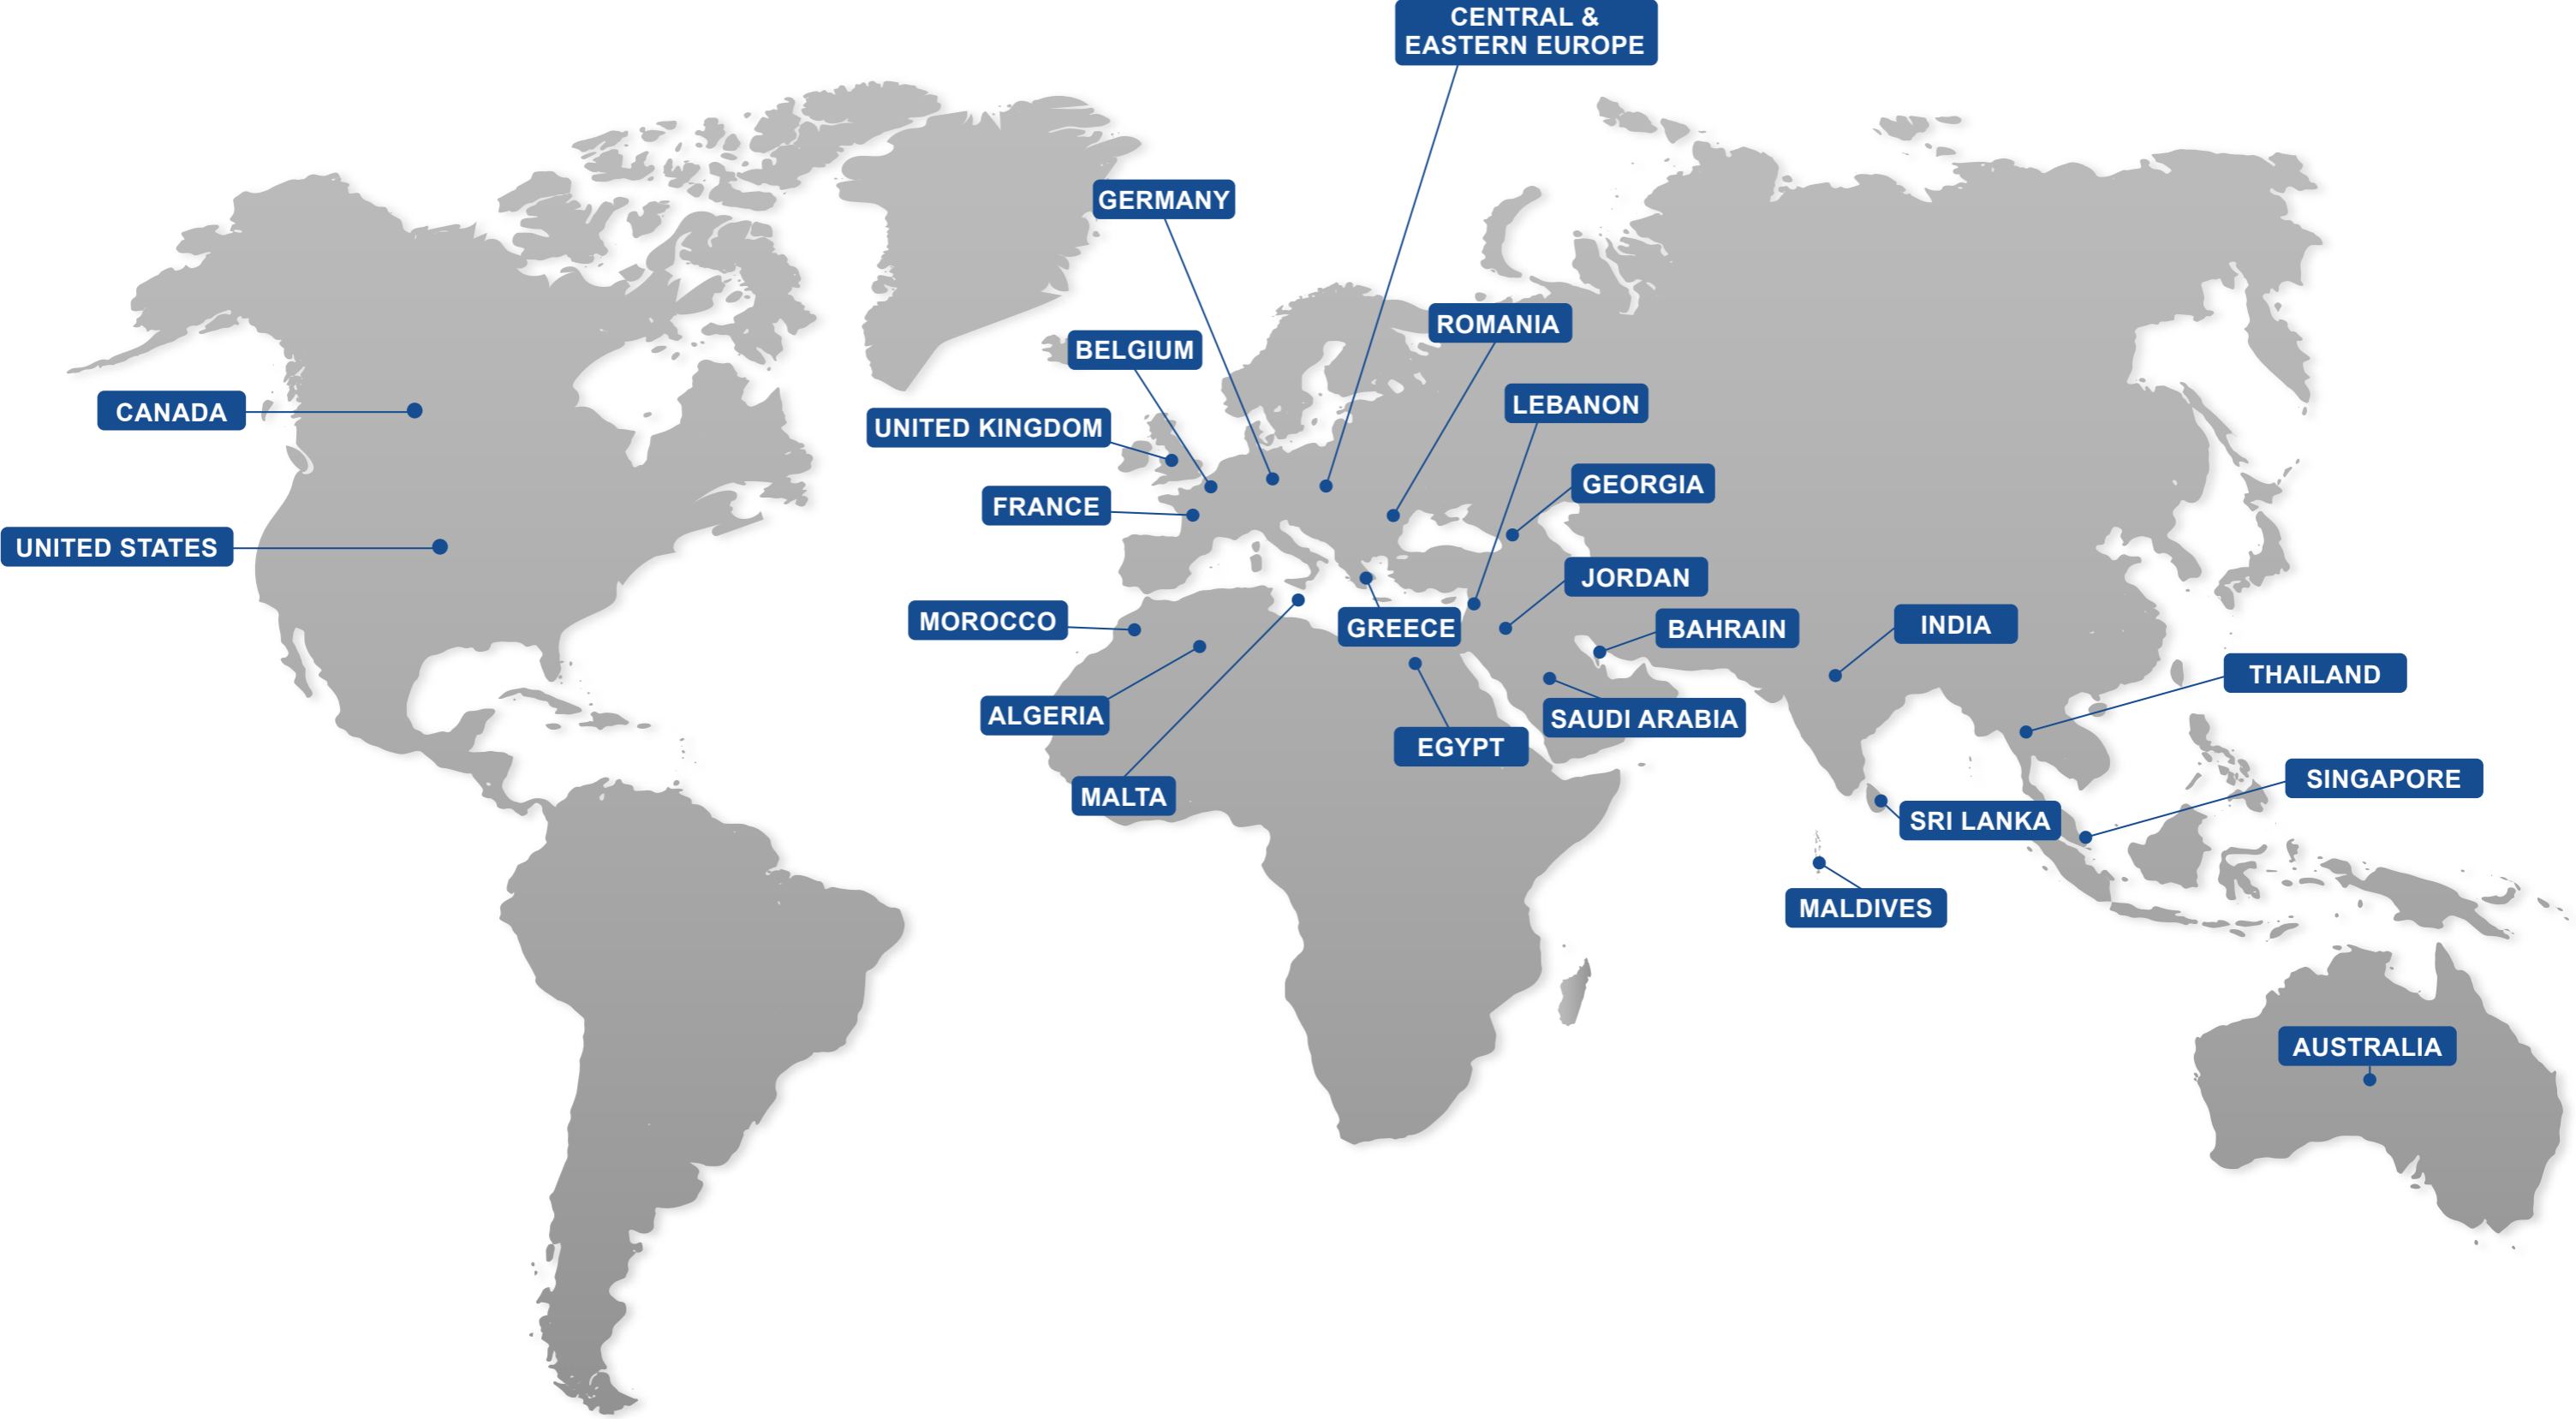 CENTRAL &
EASTERN EUROPE
GERMANY
ROMANIA
BELGIUM
LEBANON
CANADA
UNITED KINGDOM
GEORGIA
FRANCE
UNITED STATES
JORDAN
MOROCCO
GREECE
BAHRAIN
INDIA
THAILAND
ALGERIA
SAUDI ARABIA
EGYPT
SINGAPORE
MALTA
SRI LANKA
MALDIVES
AUSTRALIA